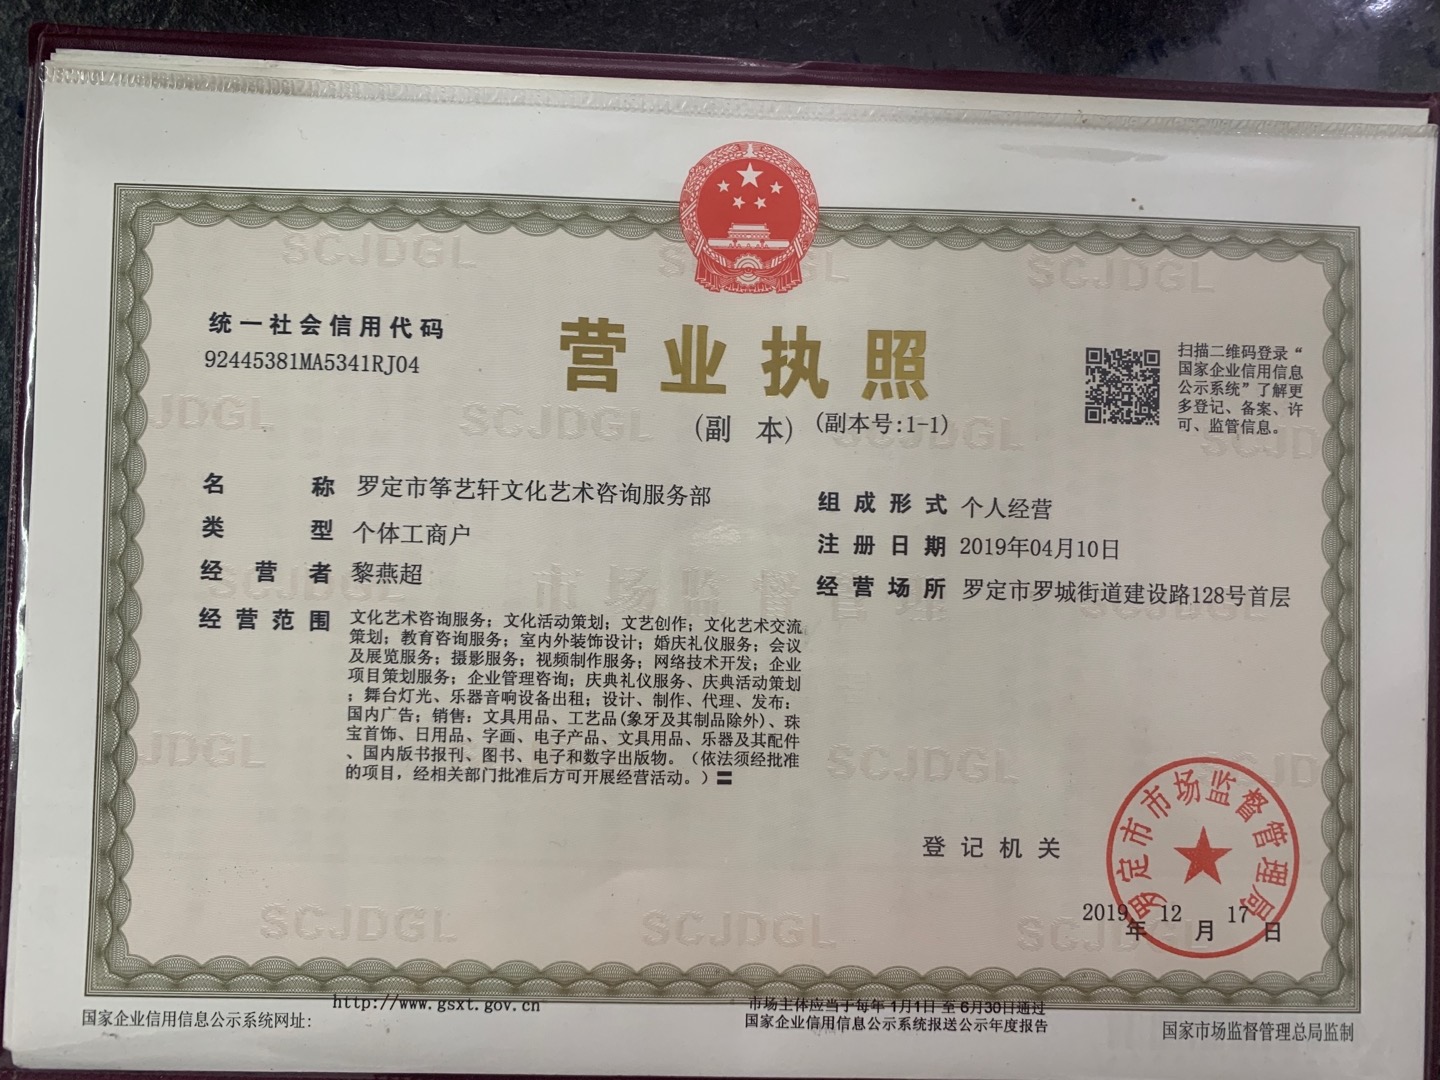 统一社会信用代码
92445381MA5341RJ04
营业执照
(副 本) (副本号:1-1)
扫描二维码登录“
国家企业信用信息
公示系统”了解更
多登记、备案、许
可、监管信息。
名 称 罗定市筝艺轩文化艺术咨询服务部
类 型 个体工商户
经 营 者 黎燕超
经营范围 文化艺术咨询服务；文化活动策划；文艺创作；文化艺术交流
策划；教育咨询服务；室内外装饰设计；婚庆礼仪服务；会议
及展览服务；摄影服务；视频制作服务；网络技术开发；企业
项目策划服务；企业管理咨询；庆典礼仪服务、庆典活动策划
；舞台灯光、乐器音响设备出租；设计、制作、代理、发布：
国内广告；销售：文具用品、工艺品(象牙及其制品除外)、珠
宝首饰、日用品、字画、电子产品、文具用品、乐器及其配件
、国内版书报刊、图书、电子和数字出版物。（依法须经批准
的项目，经相关部门批准后方可开展经营活动。）〓
组成形式 个人经营
注册日期 2019年04月10日
经营场所 罗定市罗城街道建设路128号首层
登记机关
罗定市市场监督管理局
2019年 12月 17日
国家企业信用信息公示系统网址: http://www.gsxt.gov.cn
市场主体应当于每年 1月1日 至 6月30日通过
国家企业信用信息公示系统报送公示年度报告
国家市场监督管理总局监制
SCJDGL
市场监督管理